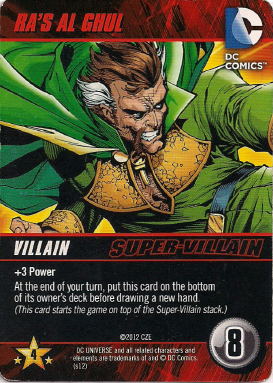 RA'S AL GHUL
DC
DC
COMICS™
VILLAIN
SUPER-VILLAIN
+3 Power
At the end of your turn, put this card on the bottom
of its owner's deck before drawing a new hand.
(This card starts the game on top of the Super-Villain stack.)
©2012 CZE
4
DC UNIVERSE and all related characters and
elements are trademarks of and © DC Comics.
(s12)
8